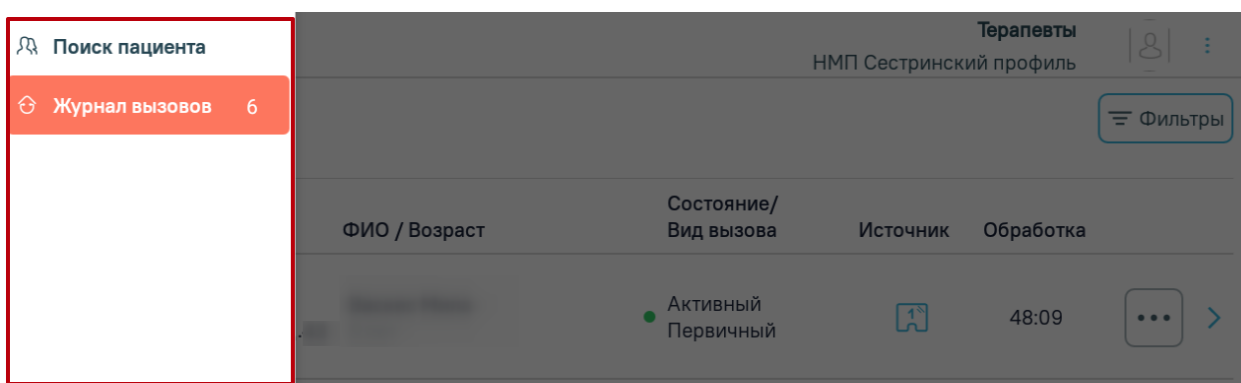 Поиск пациента
Журнал вызовов 6
Терапевты
НМП Сестринский профиль
Фильтры
ФИО / Возраст
Состояние/
Вид вызова
Источник
Обработка
Активный
Первичный
1
48:09